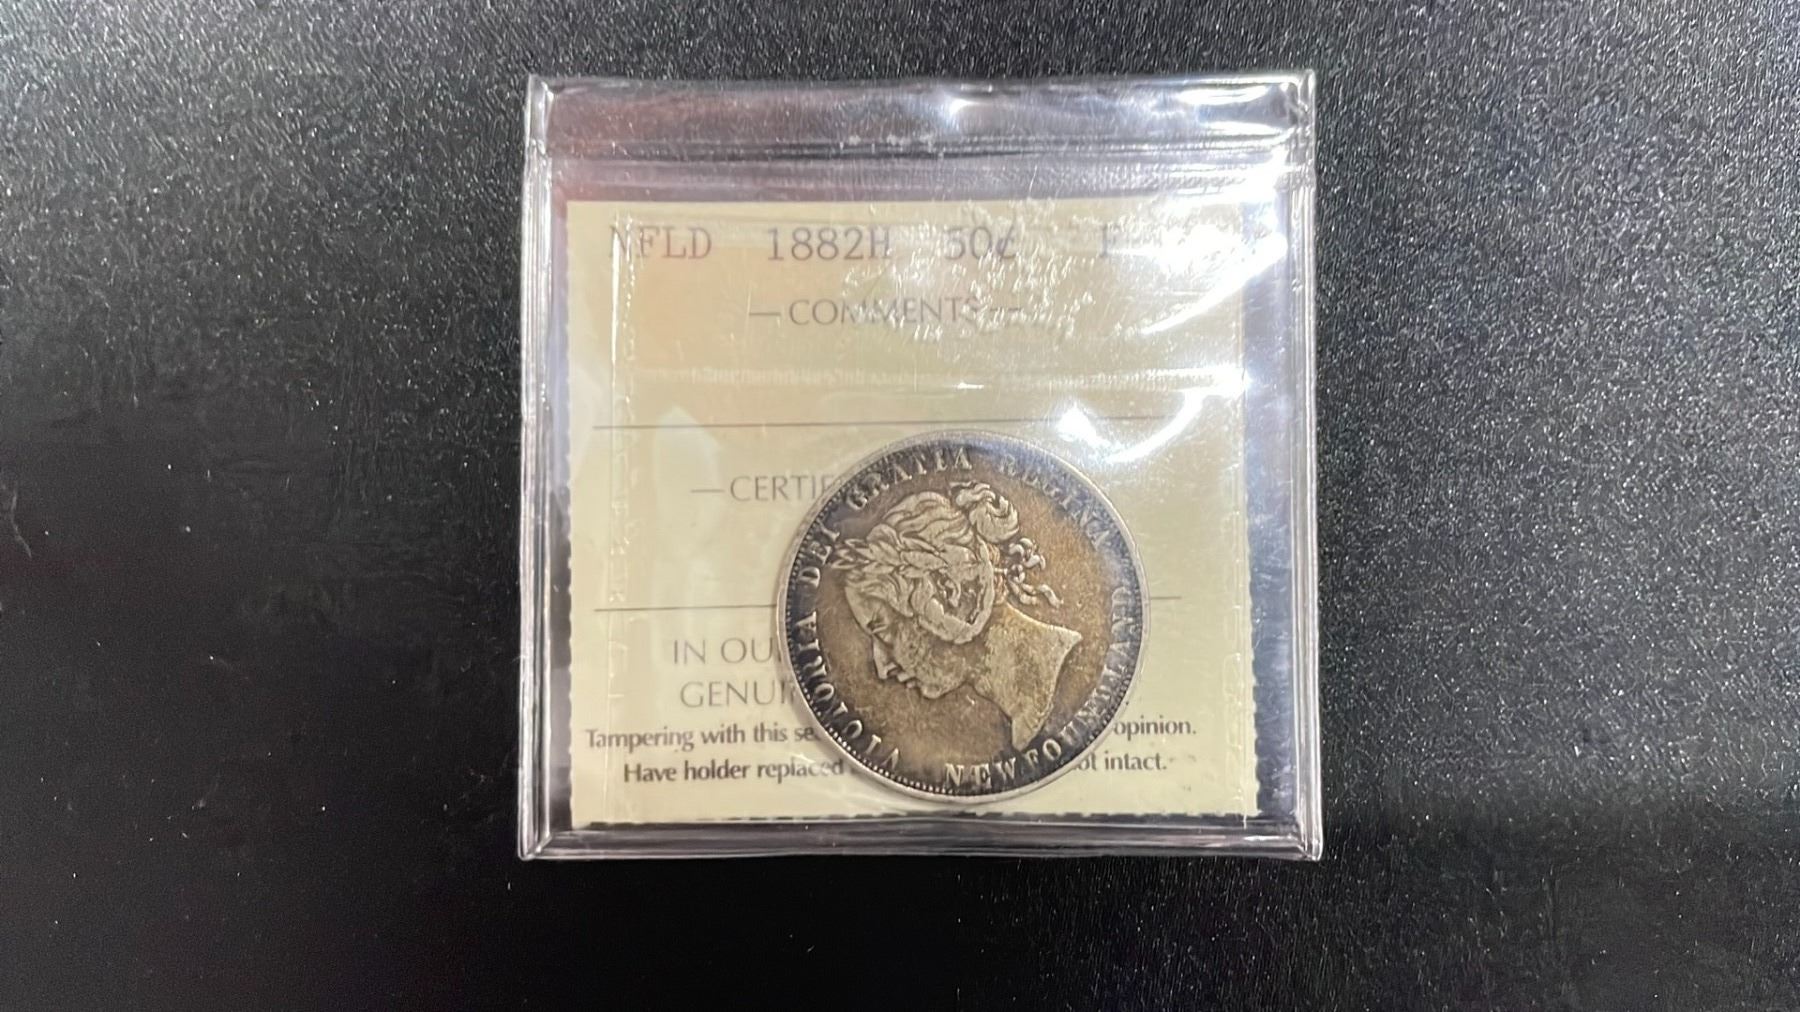 NFLD 1882H 50¢ F
— COMMENTS —
— CERTIF
IN OU
GENUI
Tampering with this se opinion.
Have holder replaced ot intact.
VICTORIA DEI GRATIA REGINA NEWFOUNDLAND